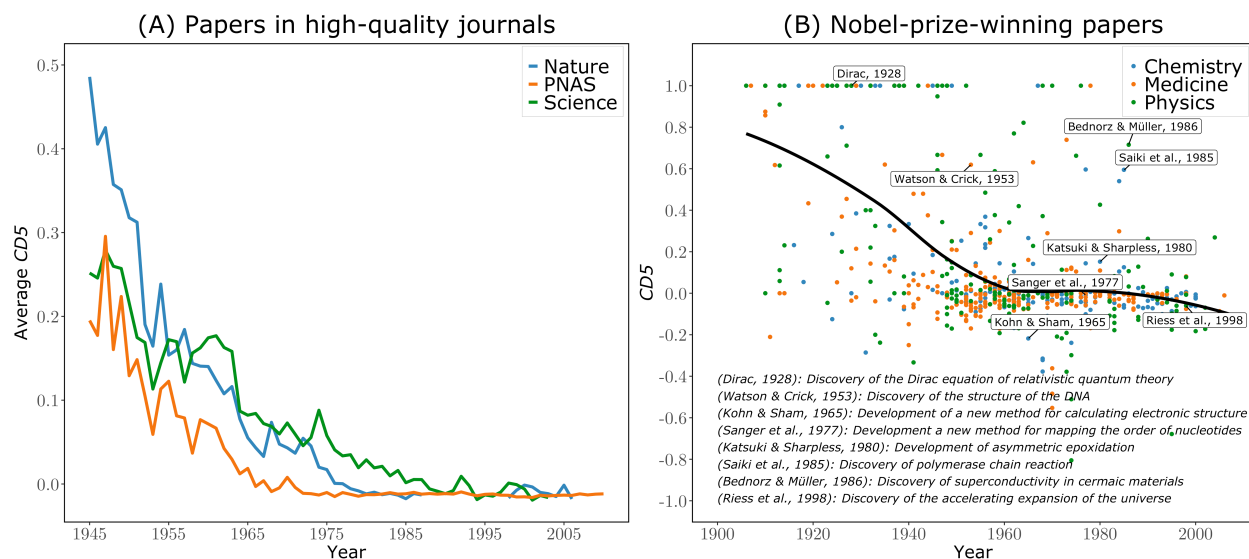 (A) Papers in high-quality journals
Nature
PNAS
Science
0.5
0.4
0.3
0.2
0.1
0.0
Average CD5
1945
1955
1965
1975
1985
1995
2005
Year
(B) Nobel-prize-winning papers
Chemistry
Medicine
Physics
1.0
0.8
0.6
0.4
0.2
0.0
-0.2
-0.4
-0.6
-0.8
-1.0
CD5
Dirac, 1928
Bednorz & Müller, 1986
Saiki et al., 1985
Watson & Crick, 1953
Katsuki & Sharpless, 1980
Sanger et al., 1977
Kohn & Sham, 1965
Riess et al., 1998
(Dirac, 1928): Discovery of the Dirac equation of relativistic quantum theory
(Watson & Crick, 1953): Discovery of the structure of the DNA
(Kohn & Sham, 1965): Development of a new method for calculating electronic structure
(Sanger et al., 1977): Development a new method for mapping the order of nucleotides
(Katsuki & Sharpless, 1980): Development of asymmetric epoxidation
(Saiki et al., 1985): Discovery of polymerase chain reaction
(Bednorz & Müller, 1986): Discovery of superconductivity in cermaic materials
(Riess et al., 1998): Discovery of the accelerating expansion of the universe
1900
1920
1940
1960
1980
2000
Year